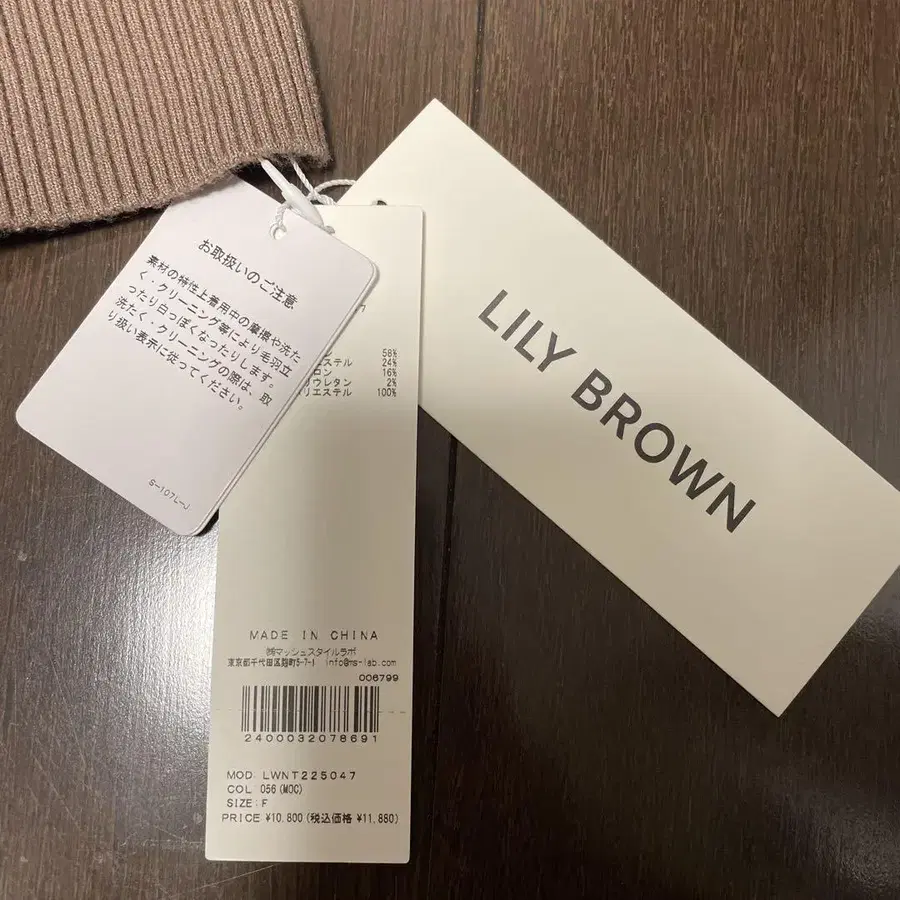 お取扱いのご注意
素材の特性上着用中の摩擦や洗た
く・クリーニング等により毛羽立
ったり白っぽくなったりします。
洗たく・クリーニングの際は、取
り扱い表示に従ってください。
S-107L-J
58%
ステル 24%
ロン 16%
ウレタン 2%
リエステル 100%
MADE IN CHINA
㈱マッシュスタイルラボ
東京都千代田区麹町5-7-1 info@ms-lab.com
006799
2400032078691
MOD LWNT225047
COL 056(MOC)
SIZE:F
PRICE ¥10.800(税込価格 ¥11.880)
LILY BROWN